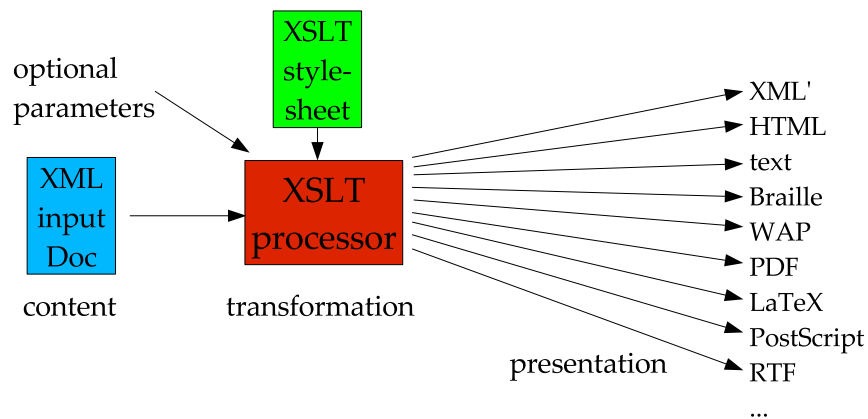 XSLT
style-
sheet
optional
parameters
XML
input
Doc
XSLT
processor
content
transformation
presentation
XML'
HTML
text
Braille
WAP
PDF
LaTeX
PostScript
RTF
...